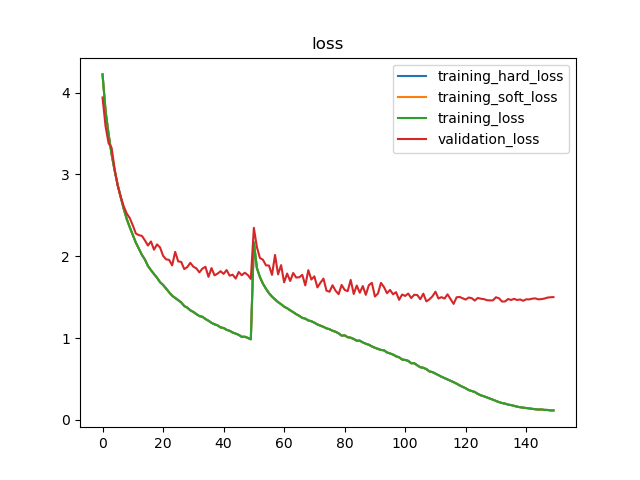 loss
training_hard_loss
training_soft_loss
training_loss
validation_loss
4
3
2
1
0
0 20 40 60 80 100 120 140